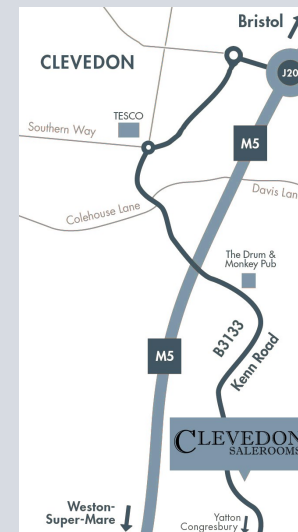 Bristol
CLEVEDON
J20
TESCO
Southern Way
M5
Davis Lan
Colehouse Lane
The Drum &
Monkey Pub
B3133
Kenn Road
M5
CLEVEDON
SALEROOMS
Weston-
Super-Mare
Yatton
Congresbury